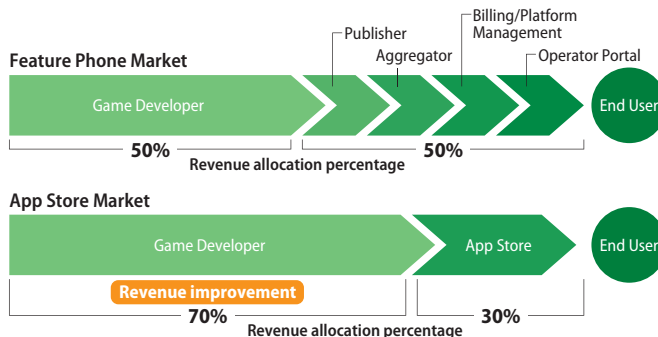 Publisher
Billing/Platform
Management
Aggregator
Operator Portal
Feature Phone Market
Game Developer
End User
50%
50%
Revenue allocation percentage
App Store Market
Game Developer
App Store
End User
Revenue improvement
70%
30%
Revenue allocation percentage